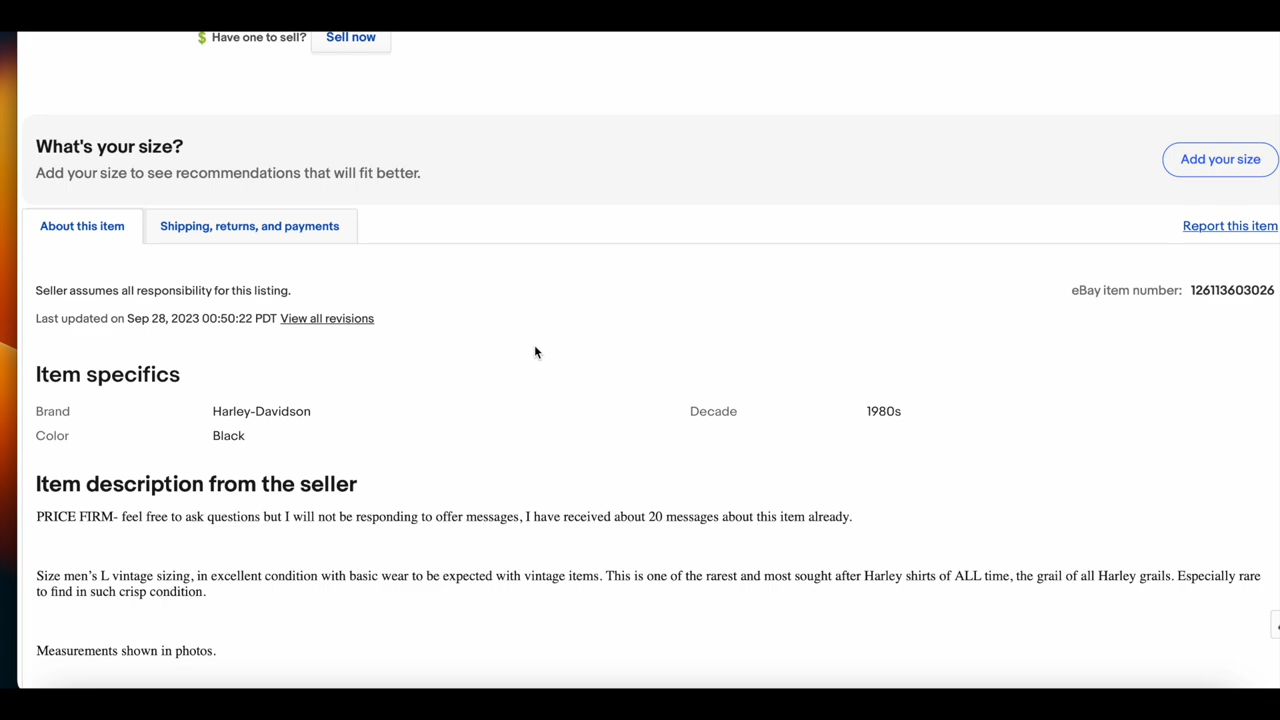 Have one to sell? Sell now
What's your size?
Add your size to see recommendations that will fit better.
Add your size
About this item
Shipping, returns, and payments
Report this item
Seller assumes all responsibility for this listing.
eBay item number: 126113603026
Last updated on Sep 28, 2023 00:50:22 PDT View all revisions
Item specifics
Brand Harley-Davidson Decade 1980s
Color Black
Item description from the seller
PRICE FIRM- feel free to ask questions but I will not be responding to offer messages, I have received about 20 messages about this item already.
Size men’s L vintage sizing, in excellent condition with basic wear to be expected with vintage items. This is one of the rarest and most sought after Harley shirts of ALL time, the grail of all Harley grails. Especially rare
to find in such crisp condition.
Measurements shown in photos.